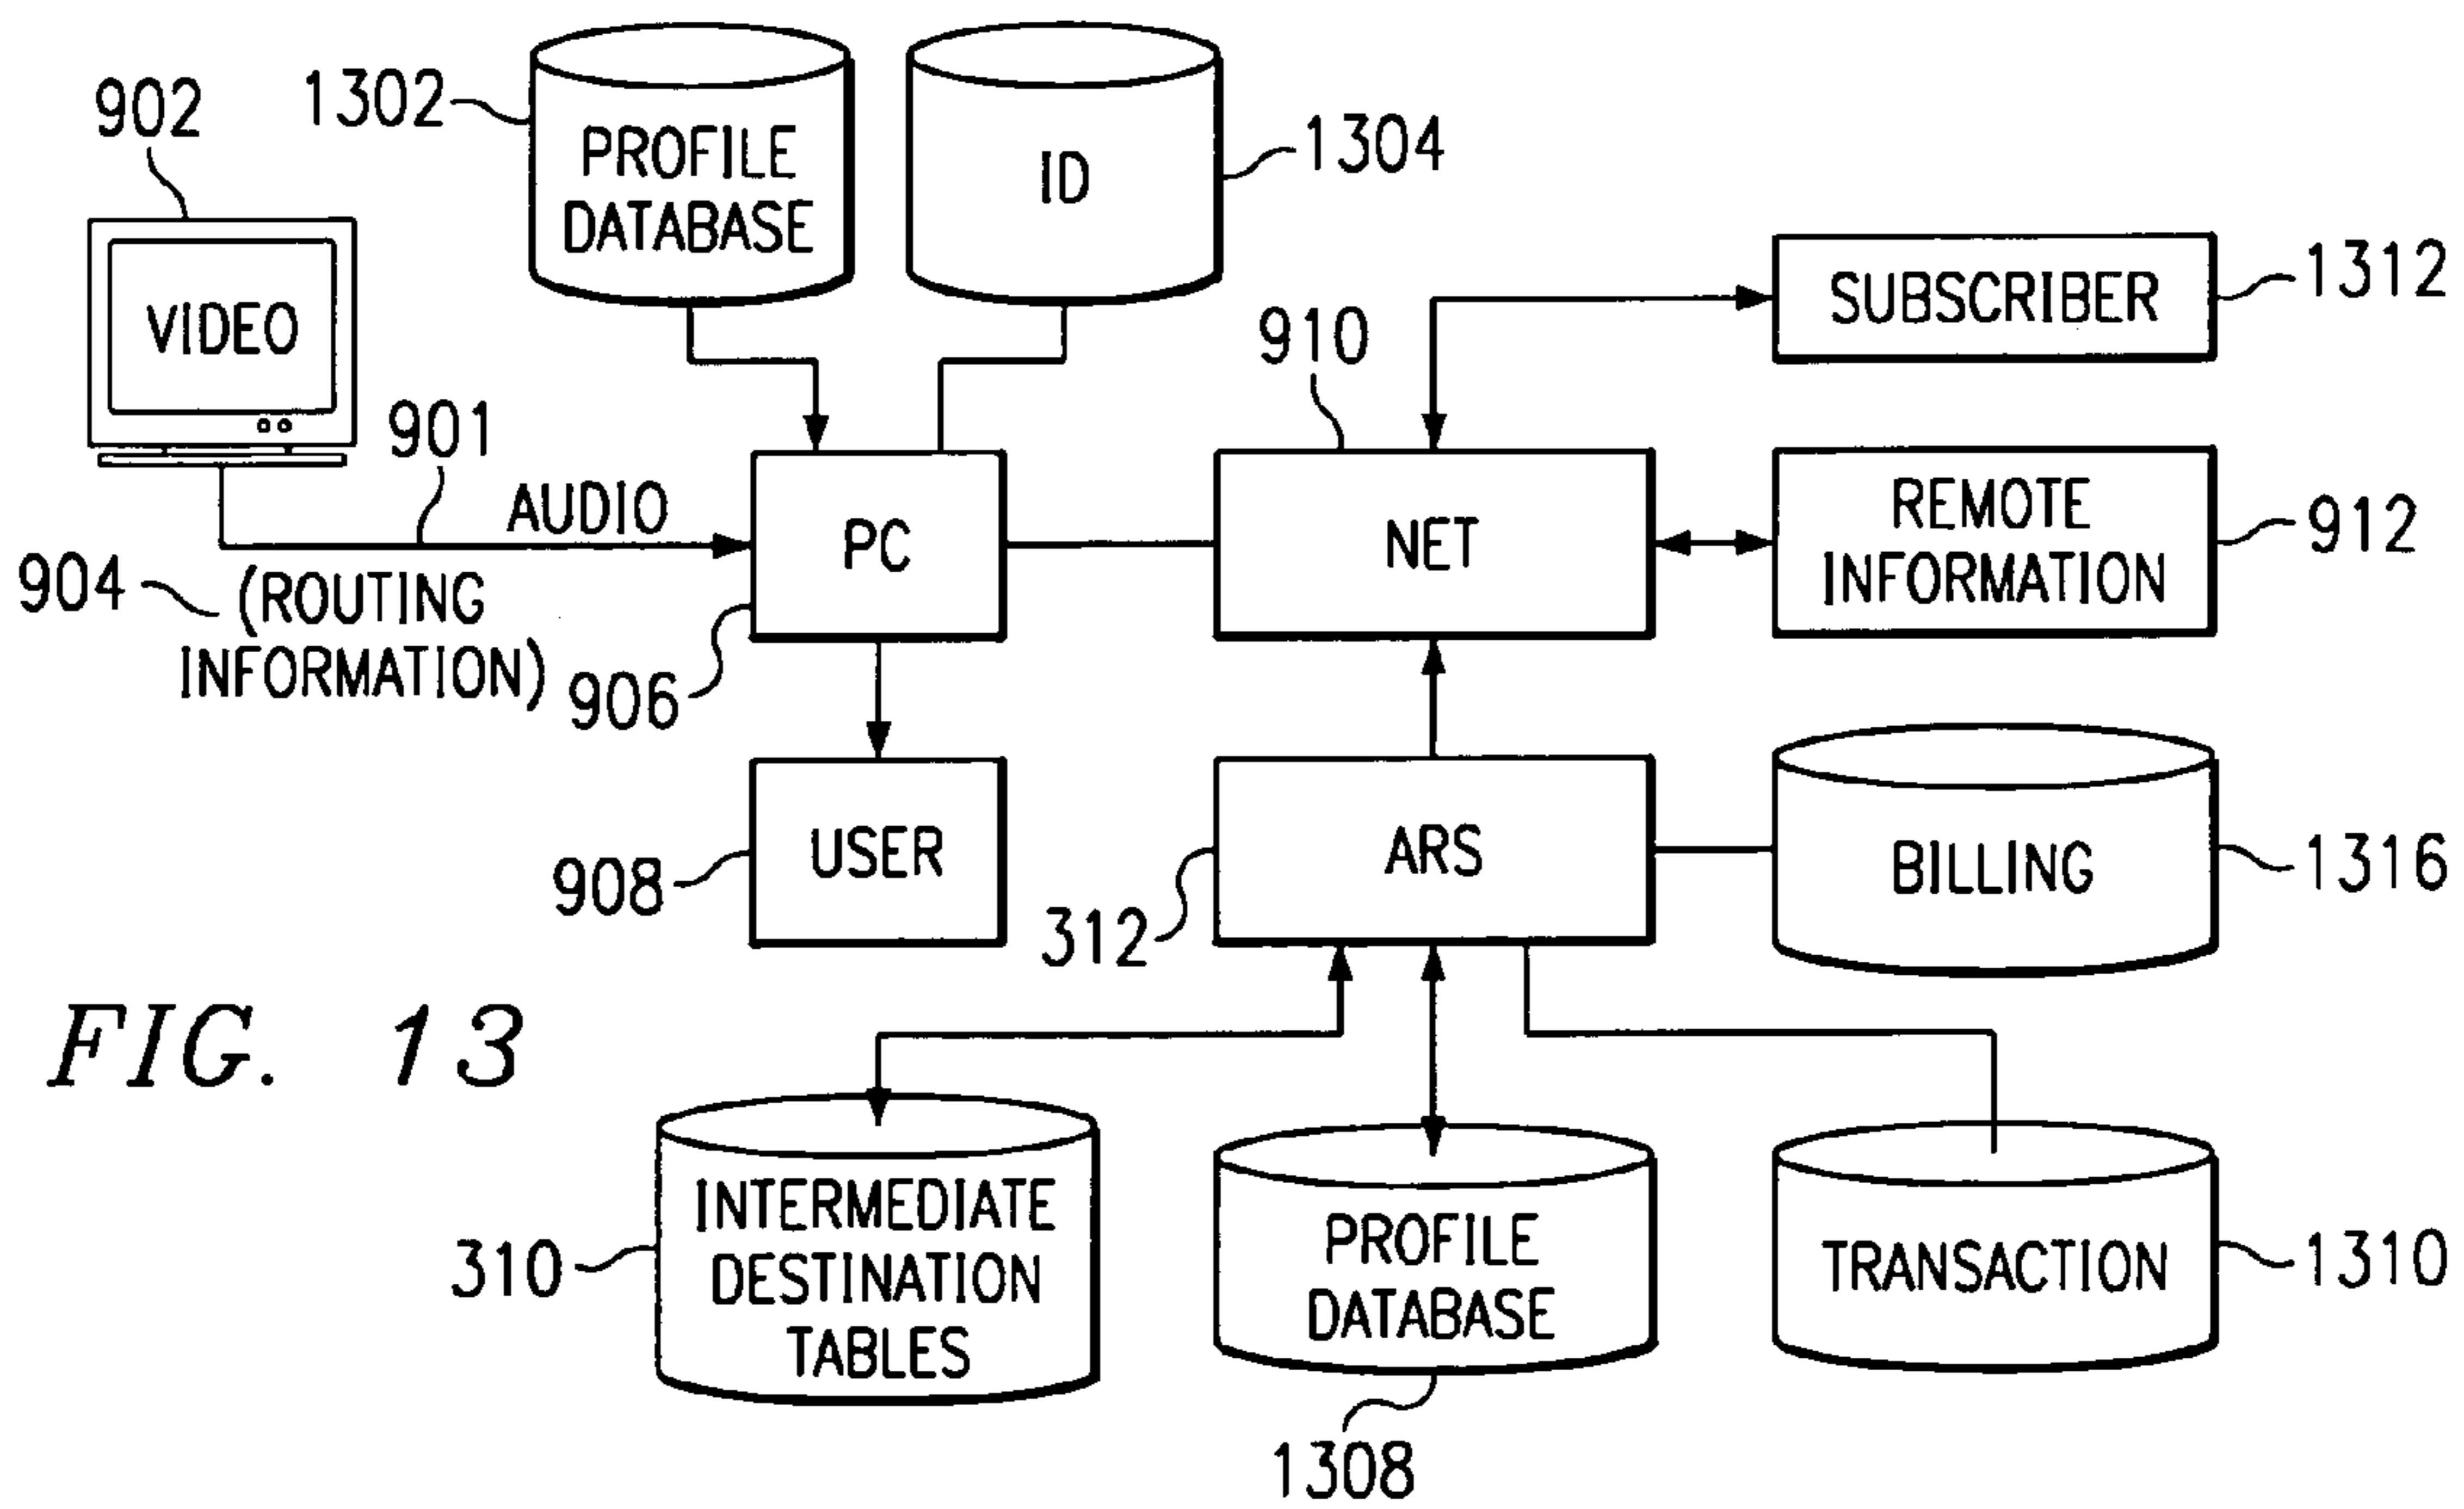 902
1302
PROFILE
DATABASE
ID
1304
VIDEO
901
AUDIO
904
(ROUTING
INFORMATION)
906
PC
910
NET
SUBSCRIBER
1312
REMOTE
INFORMATION
912
USER
908
ARS
312
BILLING
1316
FIG. 13
310
INTERMEDIATE
DESTINATION
TABLES
PROFILE
DATABASE
1308
TRANSACTION
1310